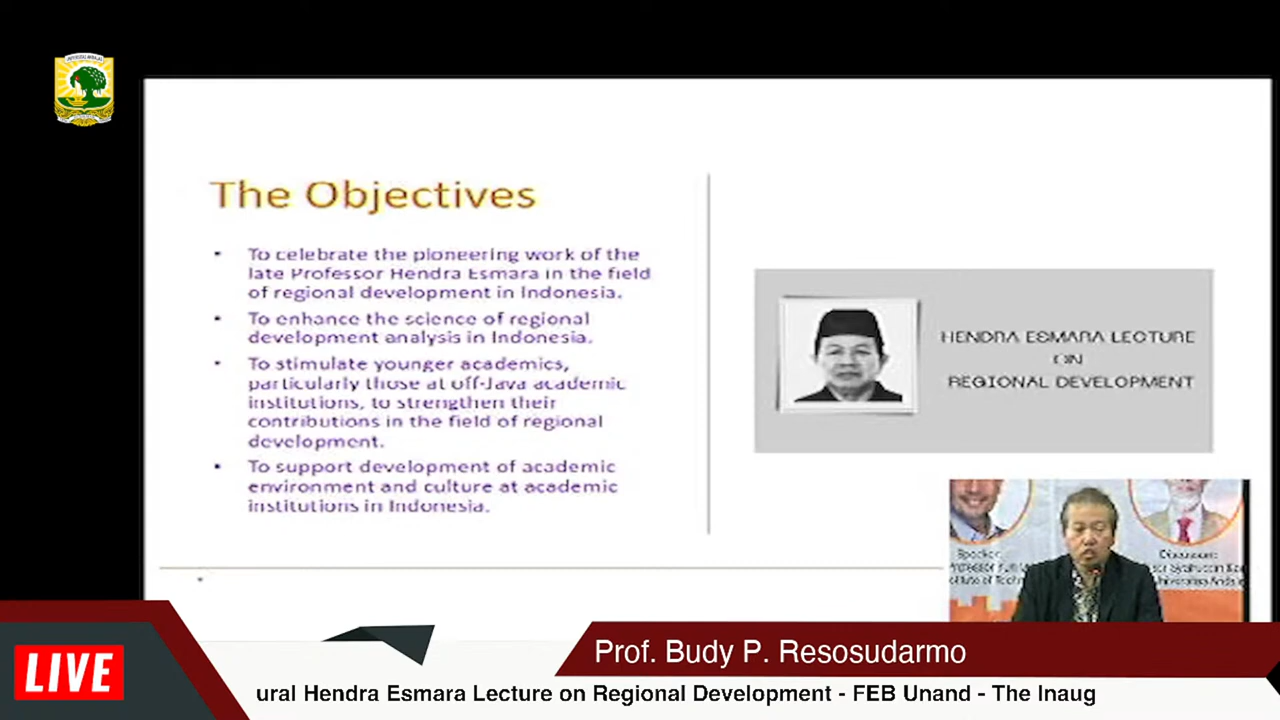 The Objectives
• To celebrate the pioneering work of the
late Professor Hendra Esmara in the field
of regional development in Indonesia.
• To enhance the science of regional
development analysis in Indonesia.
• To stimulate younger academics,
particularly those at off-Java academic
institutions, to strengthen their
contributions in the field of regional
development.
• To support development of academic
environment and culture at academic
institutions in Indonesia.
HENDRA ESMARA LECTURE
ON
REGIONAL DEVELOPMENT
Prof. Budy P. Resosudarmo
LIVE
ural Hendra Esmara Lecture on Regional Development - FEB Unand - The Inaug